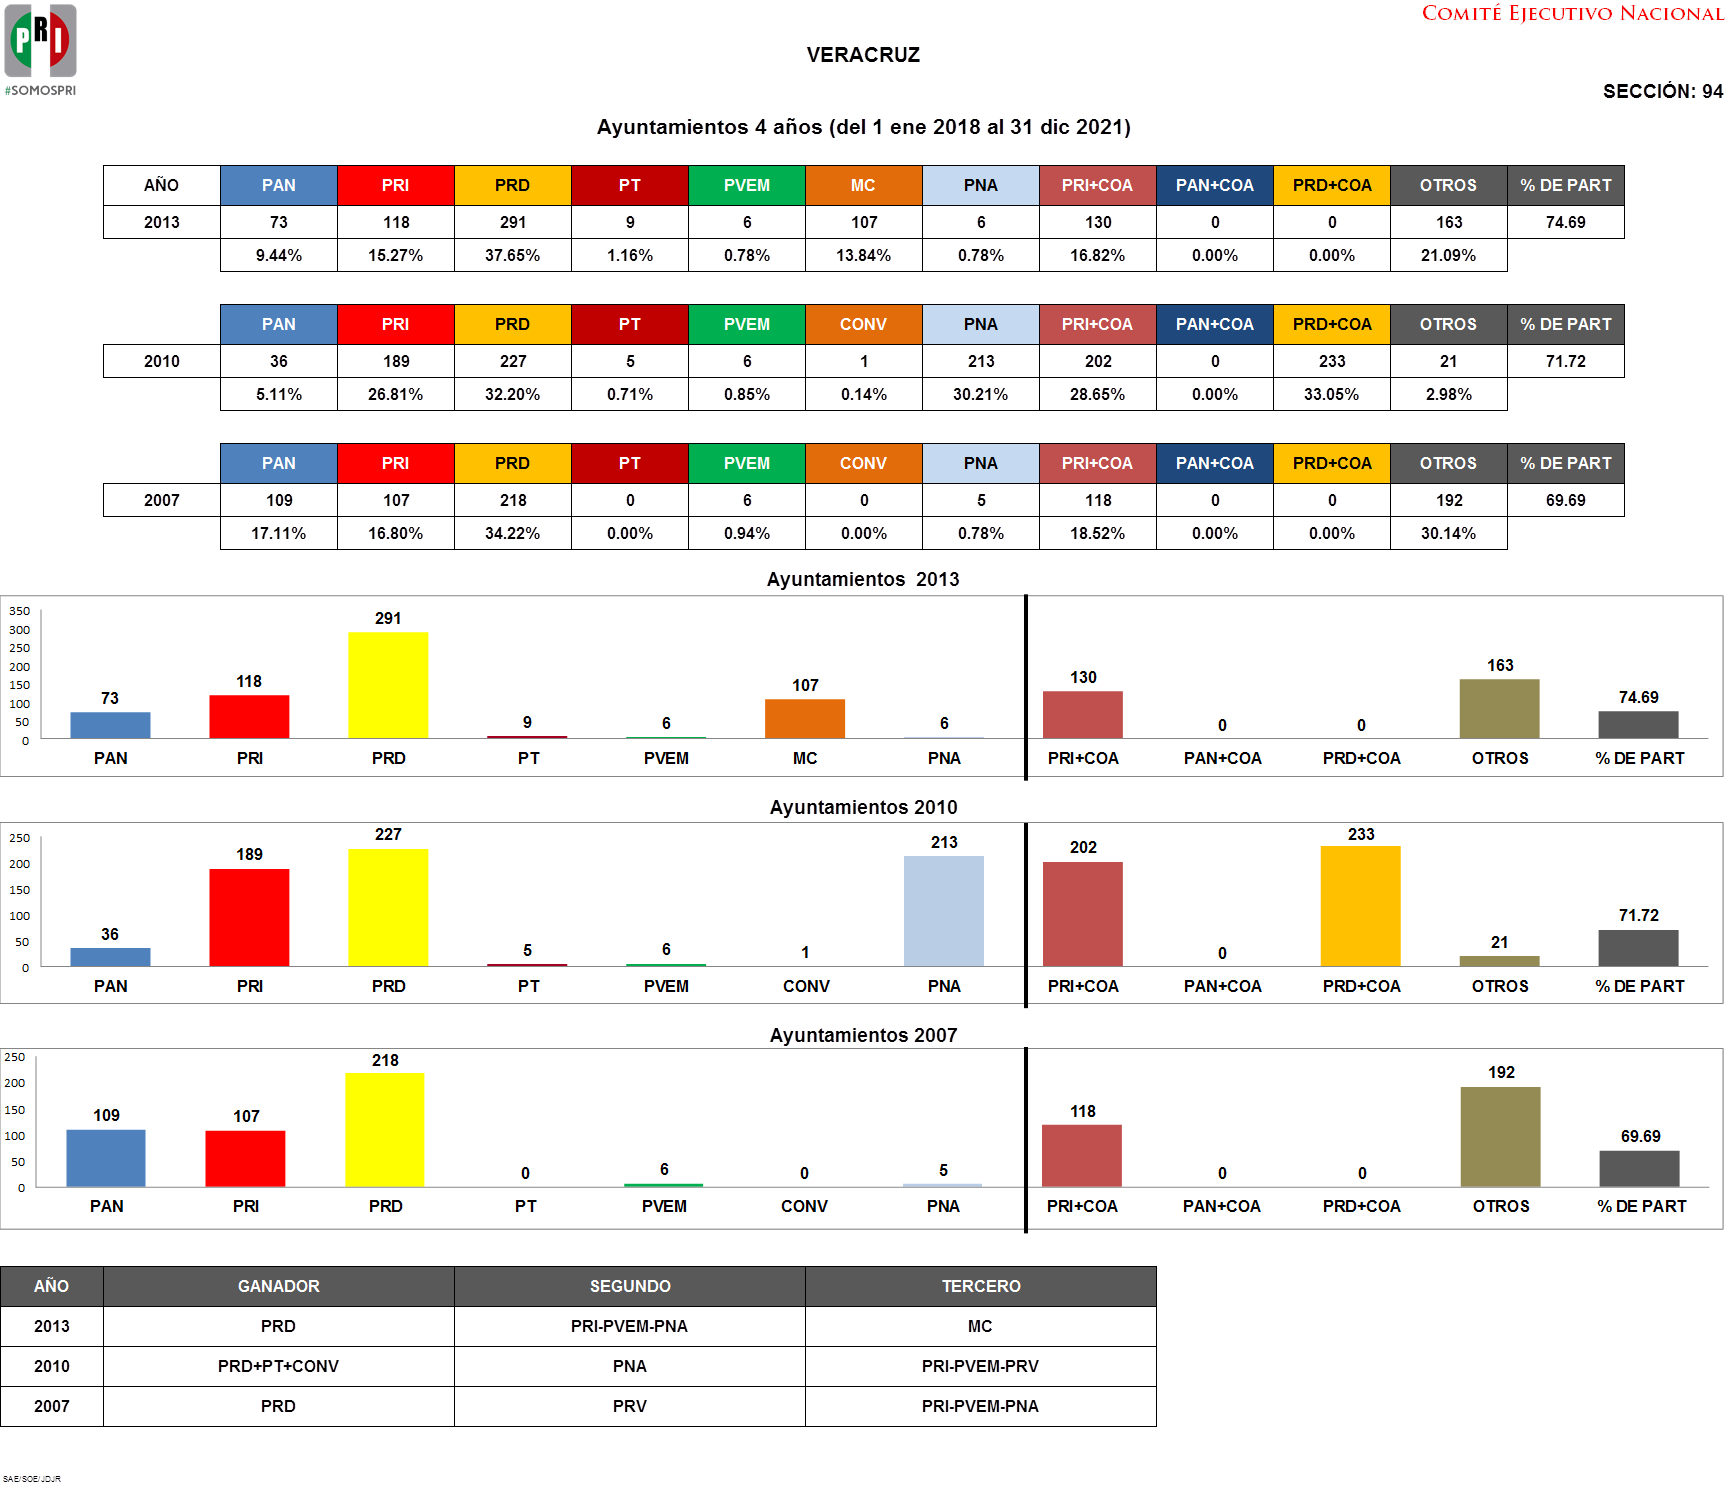 PRI
#SOMOSPRI
COMITÉ EJECUTIVO NACIONAL
VERACRUZ
SECCIÓN: 94
Ayuntamientos 4 años (del 1 ene 2018 al 31 dic 2021)
AÑO PAN PRI PRD PT PVEM MC PNA PRI+COA PAN+COA PRD+COA OTROS % DE PART
2013 73 118 291 9 6 107 6 130 0 0 163 74.69
9.44% 15.27% 37.65% 1.16% 0.78% 13.84% 0.78% 16.82% 0.00% 0.00% 21.09%
PAN PRI PRD PT PVEM CONV PNA PRI+COA PAN+COA PRD+COA OTROS % DE PART
2010 36 189 227 5 6 1 213 202 0 233 21 71.72
5.11% 26.81% 32.20% 0.71% 0.85% 0.14% 30.21% 28.65% 0.00% 33.05% 2.98%
PAN PRI PRD PT PVEM CONV PNA PRI+COA PAN+COA PRD+COA OTROS % DE PART
2007 109 107 218 0 6 0 5 118 0 0 192 69.69
17.11% 16.80% 34.22% 0.00% 0.94% 0.00% 0.78% 18.52% 0.00% 0.00% 30.14%
Ayuntamientos 2013
350
300
250
200
150
100
50
0
73 118 291 9 6 107 6 130 0 0 163 74.69
PAN PRI PRD PT PVEM MC PNA PRI+COA PAN+COA PRD+COA OTROS % DE PART
Ayuntamientos 2010
250
200
150
100
50
0
36 189 227 5 6 1 213 202 0 233 21 71.72
PAN PRI PRD PT PVEM CONV PNA PRI+COA PAN+COA PRD+COA OTROS % DE PART
Ayuntamientos 2007
250
200
150
100
50
0
109 107 218 0 6 0 5 118 0 0 192 69.69
PAN PRI PRD PT PVEM CONV PNA PRI+COA PAN+COA PRD+COA OTROS % DE PART
AÑO GANADOR SEGUNDO TERCERO
2013 PRD PRI-PVEM-PNA MC
2010 PRD+PT+CONV PNA PRI-PVEM-PRV
2007 PRD PRV PRI-PVEM-PNA
SAE/SOE/JDJR